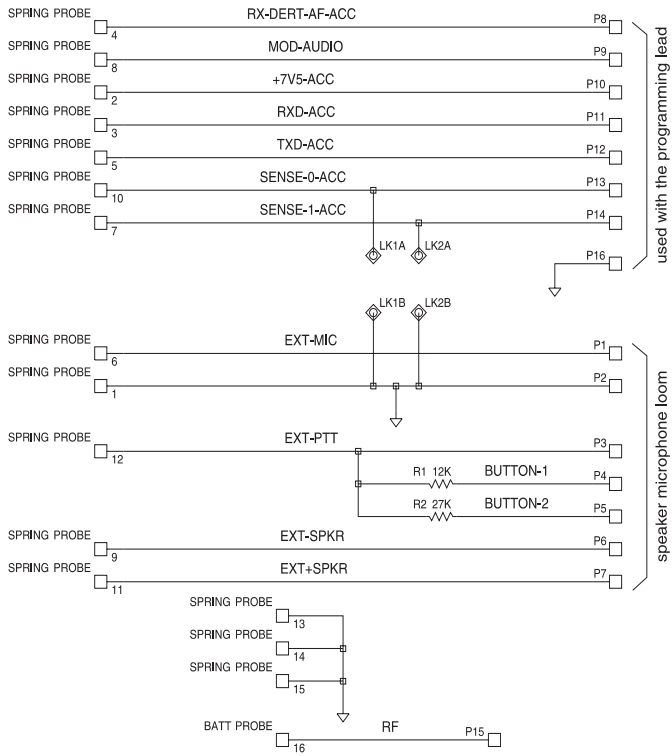 SPRING PROBE 4 RX-DERT-AF-ACC P8
SPRING PROBE 8 MOD-AUDIO P9
SPRING PROBE 2 +7V5-ACC P10
SPRING PROBE 3 RXD-ACC P11
SPRING PROBE 5 TXD-ACC P12
SPRING PROBE 10 SENSE-0-ACC P13
SPRING PROBE 7 SENSE-1-ACC P14
LK1A LK2A
P16
used with the programming lead
LK1B LK2B
SPRING PROBE 6 EXT-MIC P1
SPRING PROBE 1 P2
SPRING PROBE 12 EXT-PTT P3
R1 12K BUTTON-1 P4
R2 27K BUTTON-2 P5
SPRING PROBE 9 EXT-SPKR P6
SPRING PROBE 11 EXT+SPKR P7
speaker microphone loom
SPRING PROBE 13
SPRING PROBE 14
SPRING PROBE 15
BATT PROBE 16 RF P15